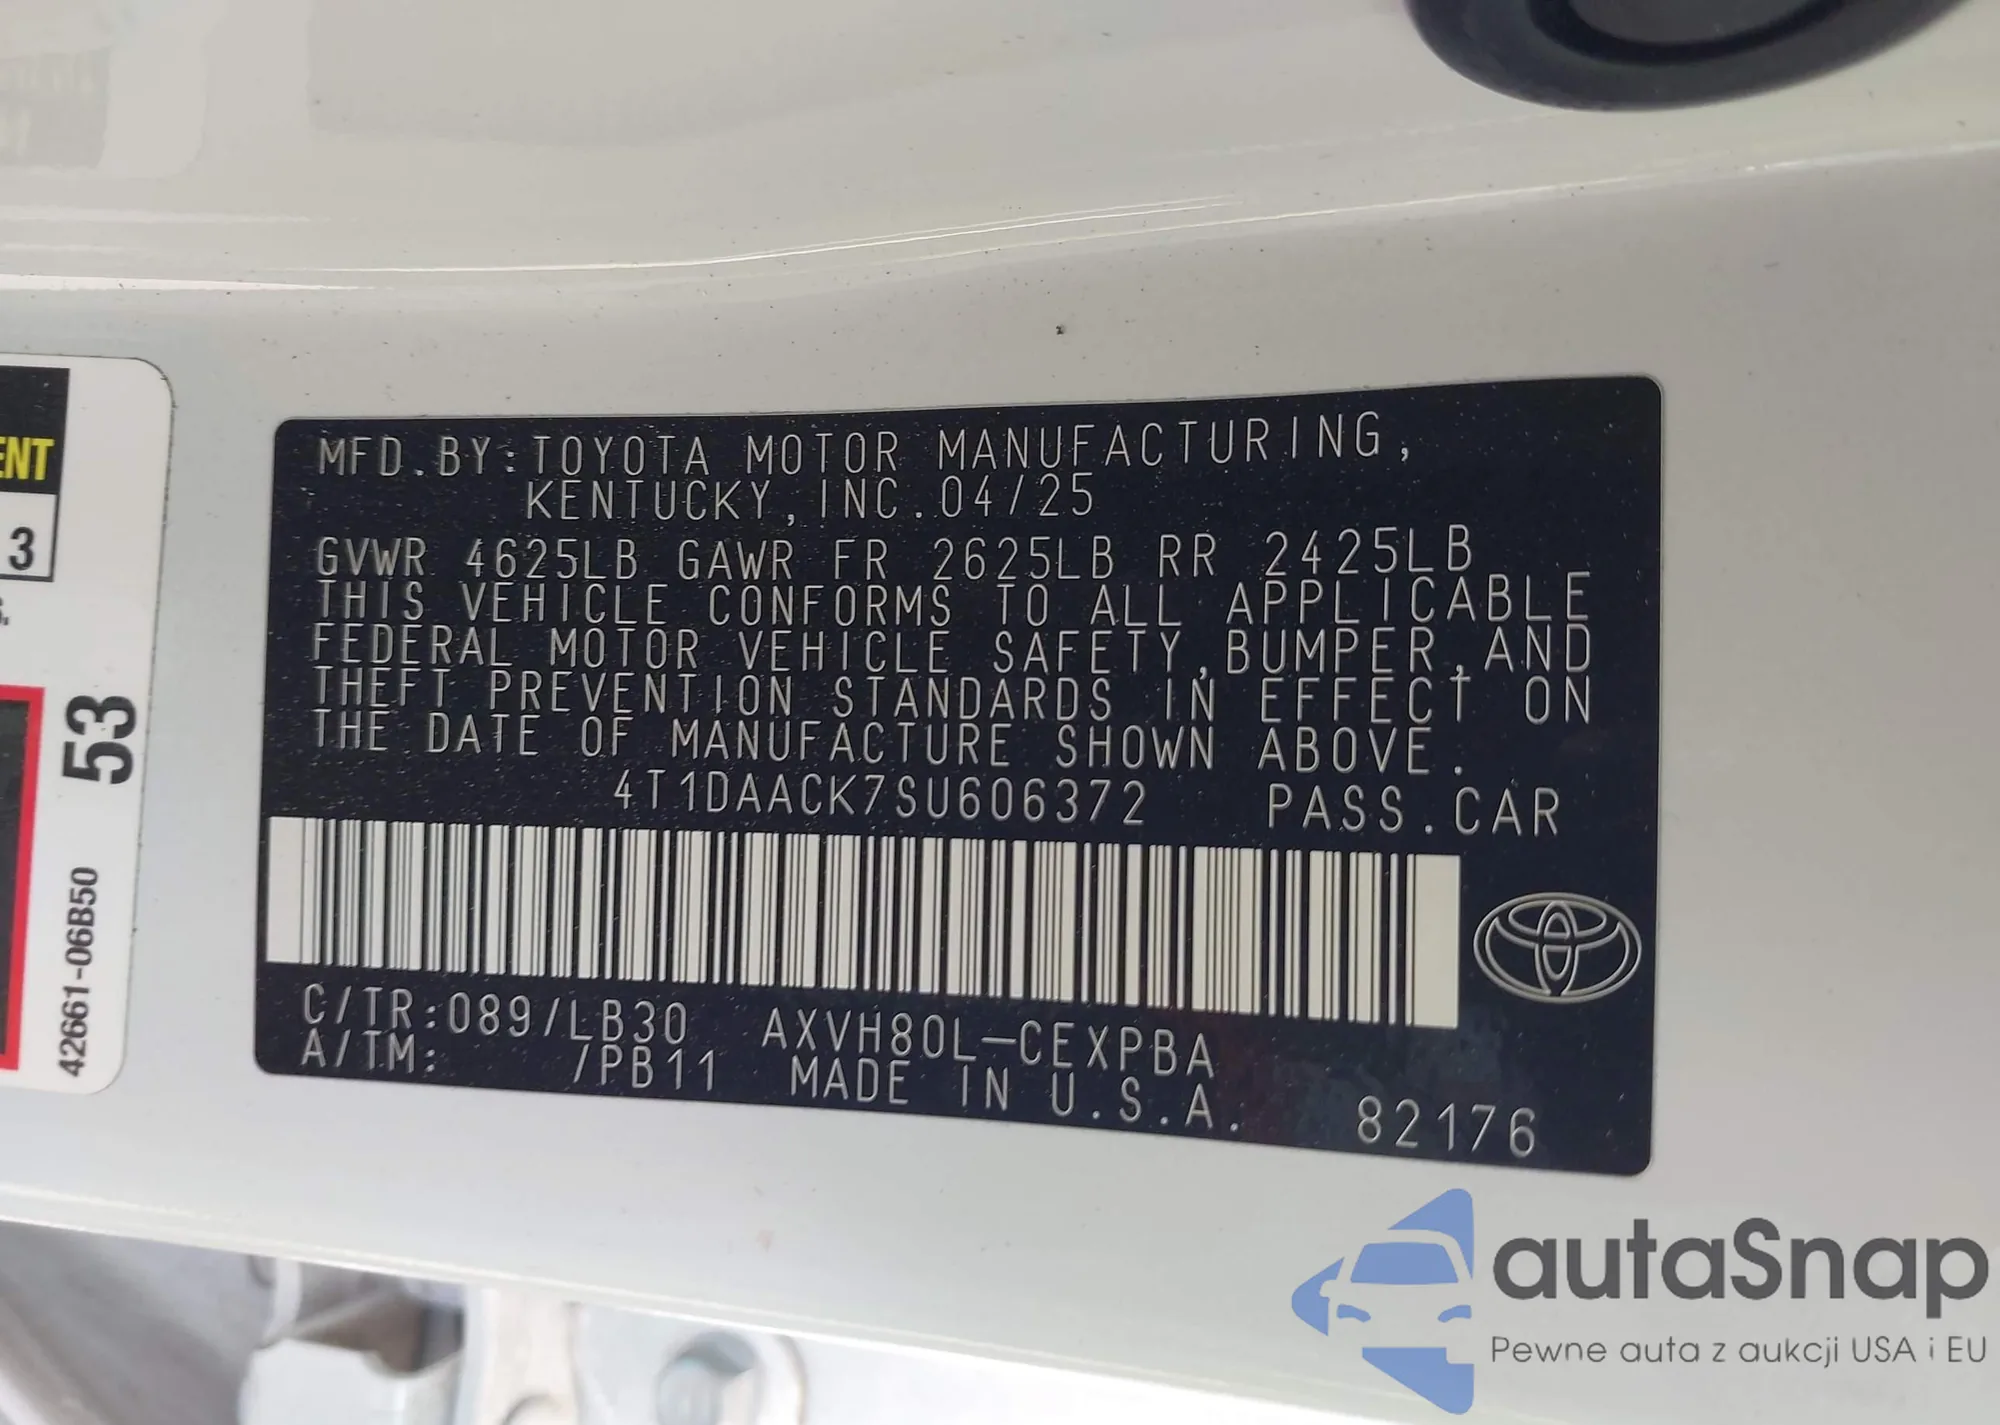 MFD.BY:TOYOTA MOTOR MANUFACTURING,
KENTUCKY,INC.04/25
GVWR 4625LB GAWR FR 2625LB RR 2425LB
THIS VEHICLE CONFORMS TO ALL APPLICABLE
FEDERAL MOTOR VEHICLE SAFETY,BUMPER,AND
THEFT PREVENTION STANDARDS IN EFFECT ON
THE DATE OF MANUFACTURE SHOWN ABOVE.
4T1DAACK7SU606372 PASS.CAR
C/TR:089/LB30 AXVH80L-CEXPBA
A/TM: /PB11 MADE IN U.S.A. 82176
ENT
3
53
42661-06B50
autaSnap
Pewne auta z aukcji USA i EU